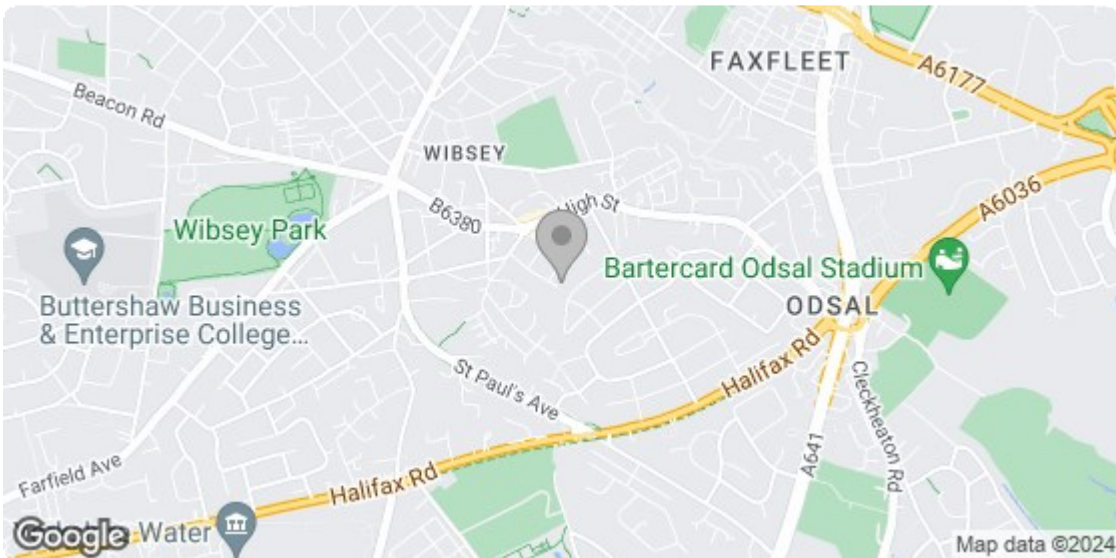 FAXFLEET
A6177
Beacon Rd
WIBSEY
High St
B6380
A6036
Wibsey Park
Bartercard Odsal Stadium
Buttershaw Business
& Enterprise College...
ODSAL
Halifax Rd
St Paul's Ave
Cleckheaton Rd
A641
Farfield Ave
Halifax Rd
Water
Google
Map data ©2024